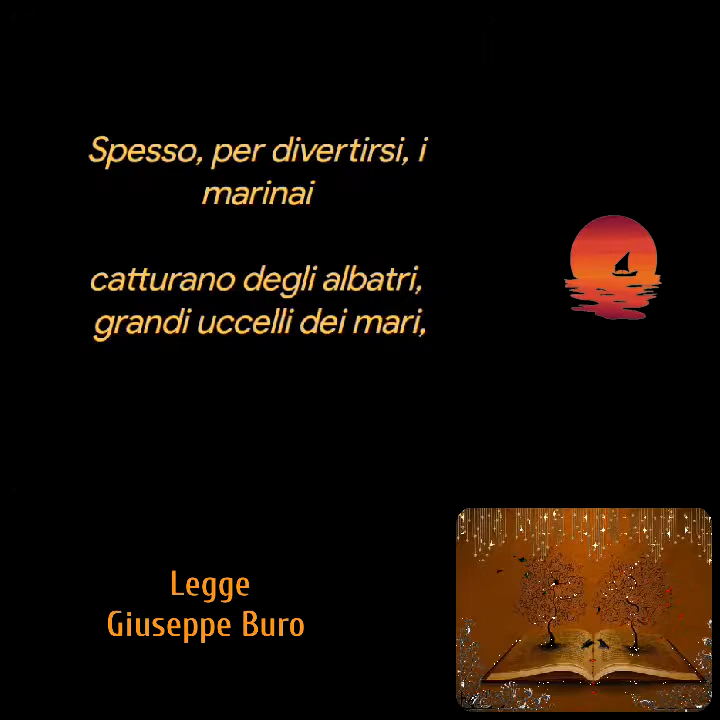 Spesso, per divertirsi, i
marinai
catturano degli albatri,
grandi uccelli dei mari,
Legge
Giuseppe Buro